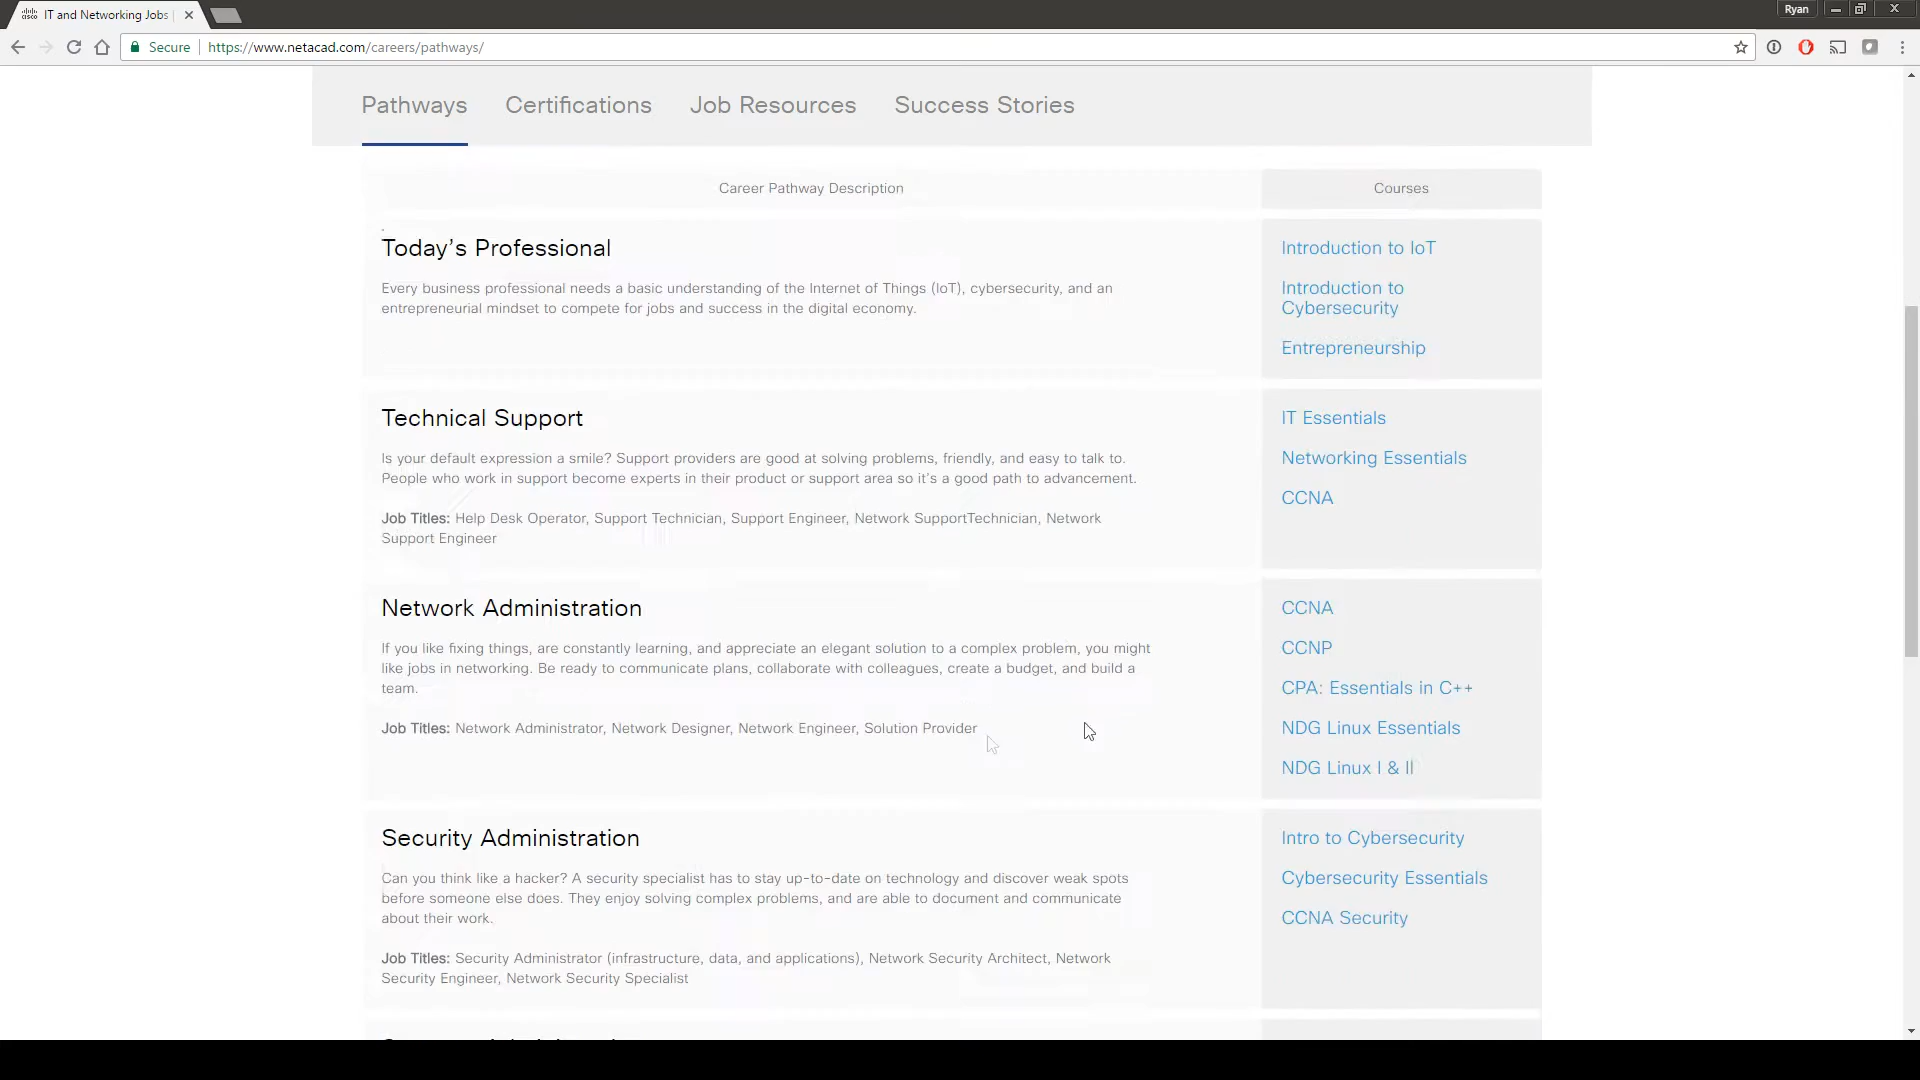 IT and Networking Jobs
Ryan
Secure
https://www.netacad.com/careers/pathways/
Pathways Certifications Job Resources Success Stories
Career Pathway Description
Courses
Today's Professional
Every business professional needs a basic understanding of the Internet of Things (IoT), cybersecurity, and an
entrepreneurial mindset to compete for jobs and success in the digital economy.
Introduction to IoT
Introduction to
Cybersecurity
Entrepreneurship
Technical Support
Is your default expression a smile? Support providers are good at solving problems, friendly, and easy to talk to.
People who work in support become experts in their product or support area so it's a good path to advancement.
Job Titles: Help Desk Operator, Support Technician, Support Engineer, Network SupportTechnician, Network
Support Engineer
IT Essentials
Networking Essentials
CCNA
Network Administration
If you like fixing things, are constantly learning, and appreciate an elegant solution to a complex problem, you might
like jobs in networking. Be ready to communicate plans, collaborate with colleagues, create a budget, and build a
team.
Job Titles: Network Administrator, Network Designer, Network Engineer, Solution Provider
CCNA
CCNP
CPA: Essentials in C++
NDG Linux Essentials
NDG Linux I & II
Security Administration
Can you think like a hacker? A security specialist has to stay up-to-date on technology and discover weak spots
before someone else does. They enjoy solving complex problems, and are able to document and communicate
about their work.
Job Titles: Security Administrator (infrastructure, data, and applications), Network Security Architect, Network
Security Engineer, Network Security Specialist
Intro to Cybersecurity
Cybersecurity Essentials
CCNA Security